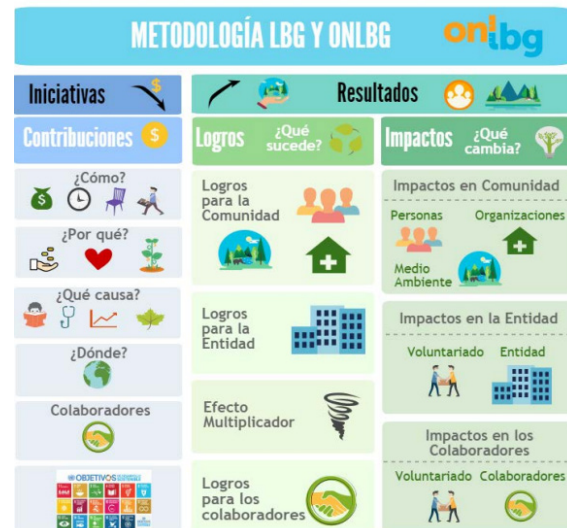 METODOLOGÍA LBG Y ONLBG
onlbg
Iniciativas
$
Resultados
Contribuciones
$
Logros
¿Qué
sucede?
Impactos
¿Qué
cambia?
¿Cómo?
$
¿Por qué?
¿Qué causa?
¿Dónde?
Colaboradores
OBJETIVOS
Logros
para la
Comunidad
Logros
para la
Entidad
Efecto
Multiplicador
Logros
para los
colaboradores
Impactos en Comunidad
Personas
Organizaciones
Medio
Ambiente
Impactos en la Entidad
Voluntariado
Entidad
Impactos en los
Colaboradores
Voluntariado
Colaboradores